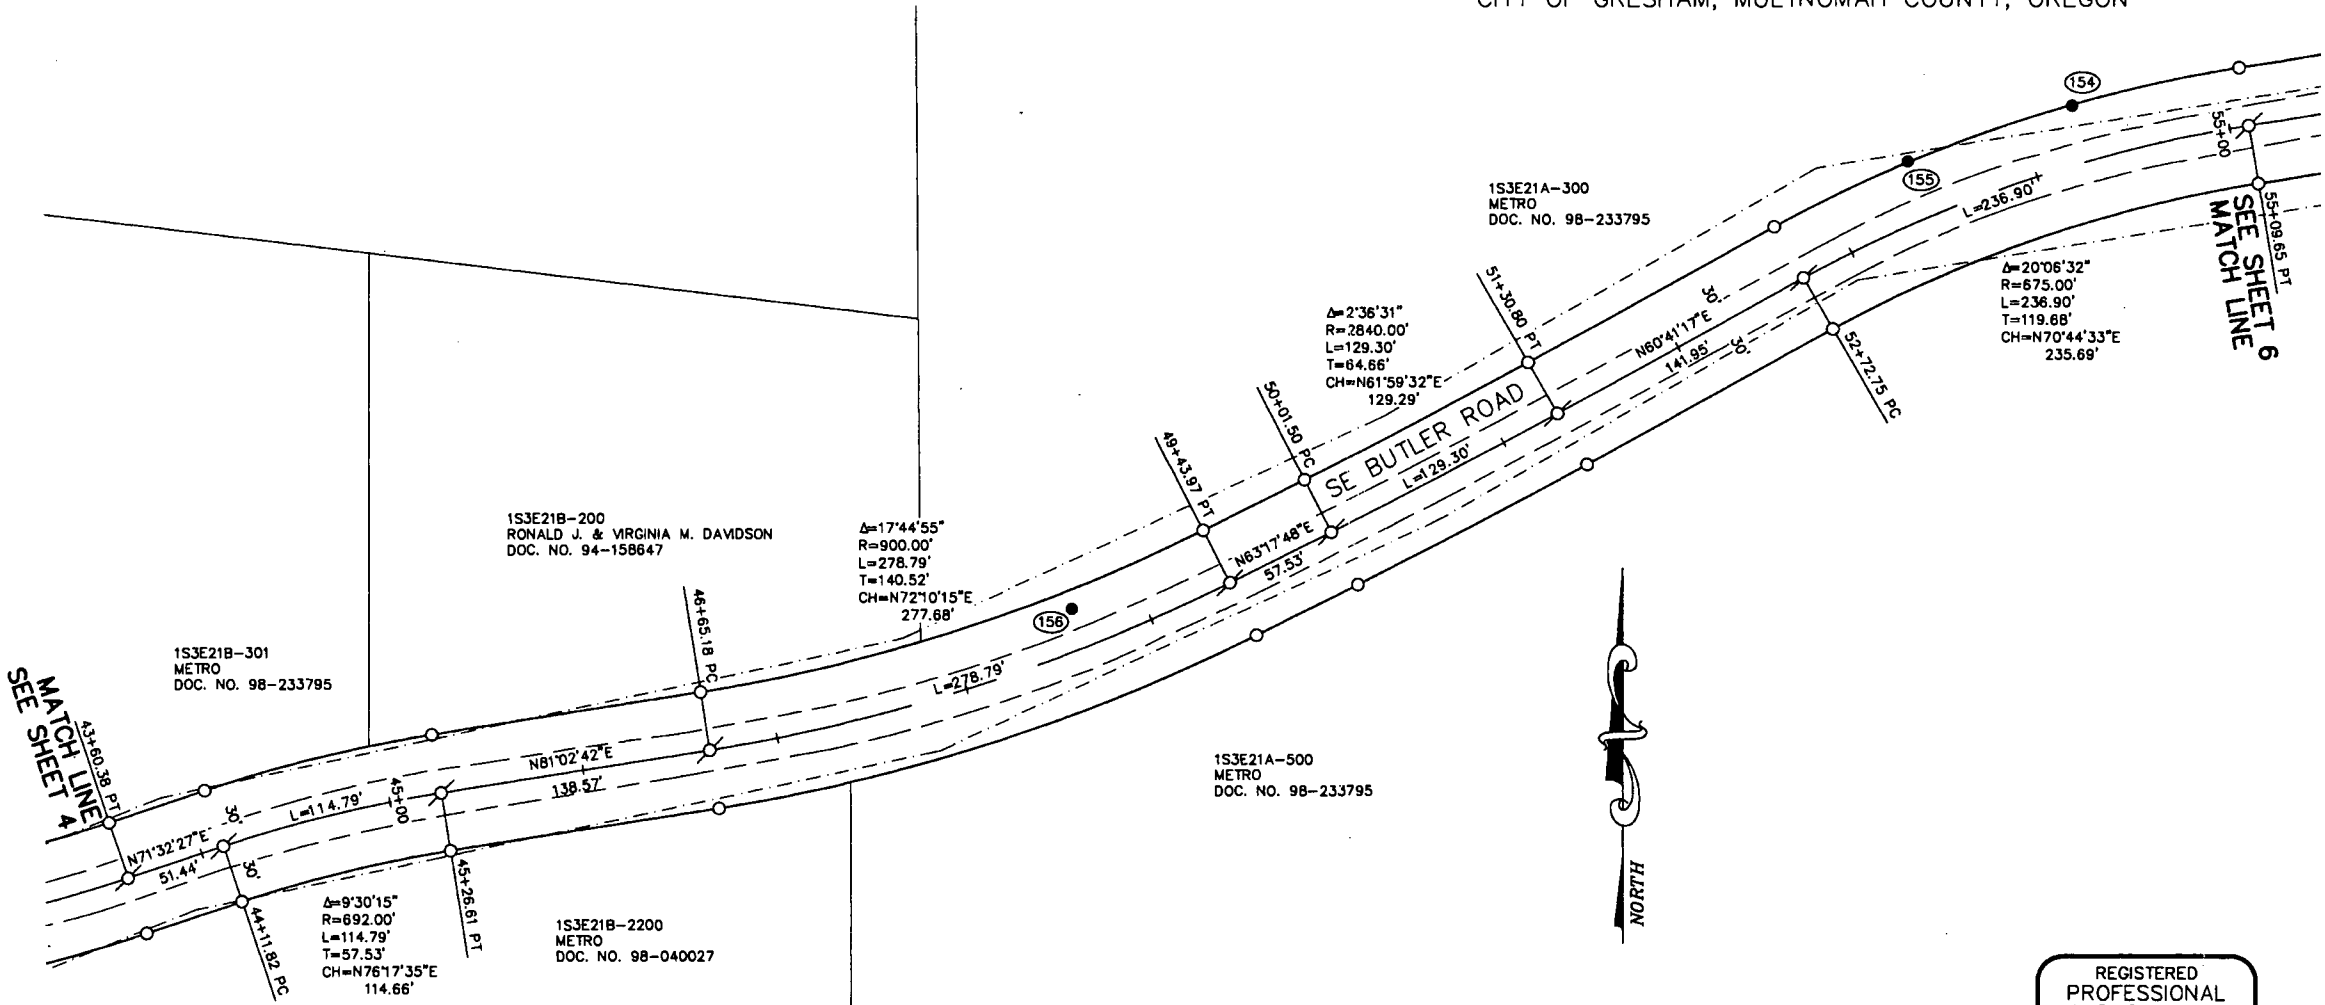 CITY OF GRESHAM, MULTNOMAH COUNTY, OREGON
154
155
55+00
55+09.65 PT
SEE SHEET 6
MATCH LINE
1S3E21A-300
METRO
DOC. NO. 98-233795
L=236.90'
Δ=20°06'32"
R=675.00'
L=236.90'
T=119.68'
CH=N70°44'33"E
235.69'
51+30.80 PT
30'
N60°41'17"E
141.95'
30'
52+72.75 PC
Δ=2°36'31"
R=2840.00'
L=129.30'
T=64.66'
CH=N61°59'32"E
129.29'
50+01.50 PC
SE BUTLER ROAD
L=129.30'
49+43.97 PT
N63°17'48"E
57.53'
1S3E21B-200
RONALD J. & VIRGINIA M. DAVIDSON
DOC. NO. 94-158647
Δ=17°44'55"
R=900.00'
L=278.79'
T=140.52'
CH=N72°10'15"E
277.68'
156
46+65.18 PC
L=278.79'
1S3E21B-301
METRO
DOC. NO. 98-233795
MATCH LINE
SEE SHEET 4
43+60.38 PT
N81°02'42"E
138.57'
45+00
L=114.79'
30'
N71°32'27"E
51.44'
30'
1S3E21A-500
METRO
DOC. NO. 98-233795
44+11.82 PC
45+26.61 PT
Δ=9°30'15"
R=692.00'
L=114.79'
T=57.53'
CH=N76°17'35"E
114.66'
1S3E21B-2200
METRO
DOC. NO. 98-040027
NORTH
REGISTERED
PROFESSIONAL